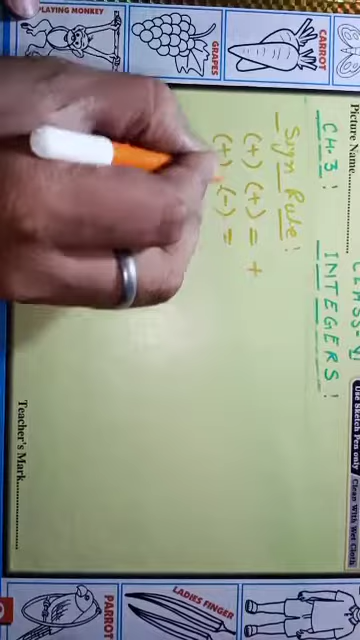 PLAYING MONKEY
GRAPES
CARROT
Picture Name
CLASS-VI
Use Sketch Pen only
Clean With Wet Cloth
CH.3: INTEGERS:
Sign Rule:
(+) (+) = +
(+) (-) =
Teacher's Mark
PARROT
LADIES FINGER